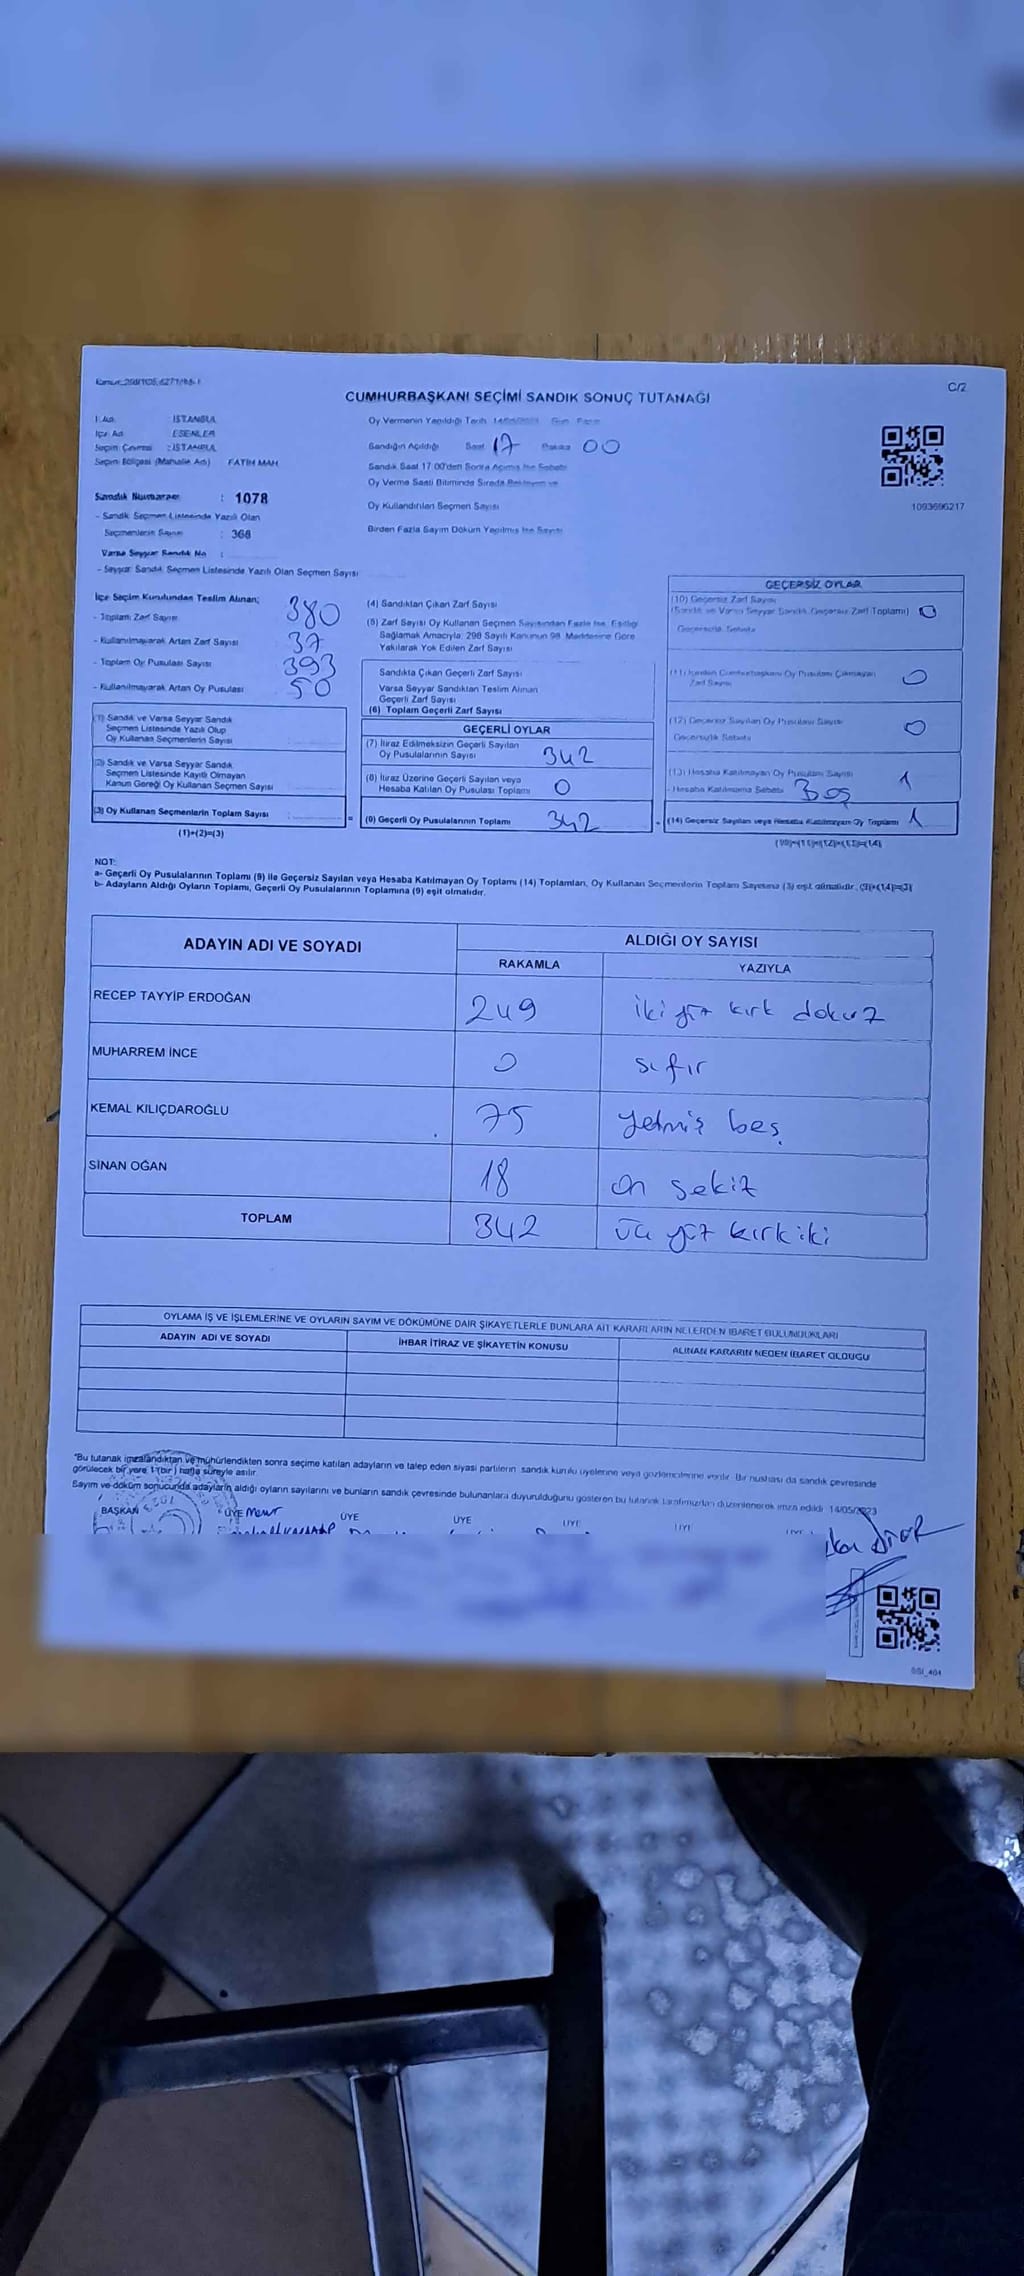 C/2
CUMHURBAŞKANI SEÇİMİ SANDIK SONUÇ TUTANAĞI
İSTANBUL
ESENLER
Seçim Çevresi : İSTANBUL
Seçim Bölgesi (Mahalle Adı) FATİH MAH
Sandık Numarası : 1078
- Sandık Seçmen Listesinde Yazılı Olan
Seçmenlerin Sayısı : 368
Varsa Seyyar Sandık No :
- Seyyar Sandık Seçmen Listesinde Yazılı Olan Seçmen Sayısı
Oy Vermenin Yapıldığı Tarih
Sandığın Açıldığı Saat 17 Dakika 00
Sandık Saat 17.00'den Sonra Açılmış İse Sebebi
Oy Verme Saati Bitiminde Sırada Bekleyen ve
Oy Kullandırılan Seçmen Sayısı
Birden Fazla Sayım Döküm Yapılmış İse Sayısı
1093696217
İlçe Seçim Kurulundan Teslim Alınan;
- Toplam Zarf Sayısı 380
- Kullanılmayarak Artan Zarf Sayısı 37
- Toplam Oy Pusulası Sayısı 393
- Kullanılmayarak Artan Oy Pusulası 50
(1) Sandık ve Varsa Seyyar Sandık
Seçmen Listesinde Yazılı Olup
Oy Kullanan Seçmenlerin Sayısı :
(2) Sandık ve Varsa Seyyar Sandık
Seçmen Listesinde Kayıtlı Olmayan
Kanun Gereği Oy Kullanan Seçmen Sayısı
(3) Oy Kullanan Seçmenlerin Toplam Sayısı :
(1)+(2)=(3)
(4) Sandıktan Çıkan Zarf Sayısı
(5) Zarf Sayısı Oy Kullanan Seçmen Sayısından Fazla İse, Eşitliği
Sağlamak Amacıyla; 298 Sayılı Kanunun 98. Maddesine Göre
Yakılarak Yok Edilen Zarf Sayısı
Sandıkta Çıkan Geçerli Zarf Sayısı
Varsa Seyyar Sandıktan Teslim Alınan
Geçerli Zarf Sayısı
(6) Toplam Geçerli Zarf Sayısı
GEÇERLİ OYLAR
(7) İtiraz Edilmeksizin Geçerli Sayılan
Oy Pusulalarının Sayısı 342
(8) İtiraz Üzerine Geçerli Sayılan veya
Hesaba Katılan Oy Pusulası Toplamı 0
(9) Geçerli Oy Pusulalarının Toplamı 342
GEÇERSİZ OYLAR
(10) Geçersiz Zarf Sayısı
(Sandık ve Varsa Seyyar Sandık Geçersiz Zarf Toplamı) 0
Geçersizlik Sebebi
(11) İçinden Cumhurbaşkanı Oy Pusulası Çıkmayan
Zarf Sayısı 0
(12) Geçersiz Sayılan Oy Pusulası Sayısı 0
Geçersizlik Sebebi
(13) Hesaba Katılmayan Oy Pusulası Sayısı 1
- Hesaba Katılmama Sebebi Boş
(14) Geçersiz Sayılan veya Hesaba Katılmayan Oy Toplamı 1
(10)+(11)+(12)+(13)=(14)
NOT:
a- Geçerli Oy Pusulalarının Toplamı (9) ile Geçersiz Sayılan veya Hesaba Katılmayan Oy Toplamı (14) Toplamları, Oy Kullanan Seçmenlerin Toplam Sayısına (3) eşit olmalıdır. (9)+(14)=(3)
b- Adayların Aldığı Oyların Toplamı, Geçerli Oy Pusulalarının Toplamına (9) eşit olmalıdır.
ADAYIN ADI VE SOYADI ALDIĞI OY SAYISI
RAKAMLA YAZIYLA
RECEP TAYYİP ERDOĞAN 249 iki yüz kırk dokuz
MUHARREM İNCE 0 sıfır
KEMAL KILIÇDAROĞLU 75 yetmiş beş
SİNAN OĞAN 18 on sekiz
TOPLAM 342 üç yüz kırk iki
OYLAMA İŞ VE İŞLEMLERİNE VE OYLARIN SAYIM VE DÖKÜMÜNE DAİR ŞİKAYETLERLE BUNLARA AİT KARARLARIN NELERDEN İBARET BULUNDUKLARI
ADAYIN ADI VE SOYADI İHBAR İTİRAZ VE ŞİKAYETİN KONUSU ALINAN KARARIN NEDEN İBARET OLDUĞU
*Bu tutanak imzalandıktan ve mühürlendikten sonra seçime katılan adayların ve talep eden siyasi partilerin sandık kurulu üyelerine veya gözlemcilerine verilir. Bir nüshası da sandık çevresinde
görülecek bir yere 1 (bir) hafta süreyle asılır.
Sayım ve döküm sonucunda adayların aldığı oyların sayılarını ve bunların sandık çevresinde bulunanlara duyurulduğunu gösteren bu tutanak tarafımızdan düzenlenerek imza edildi. 14/05/2023
BAŞKAN ÜYE ÜYE ÜYE ÜYE ÜYE